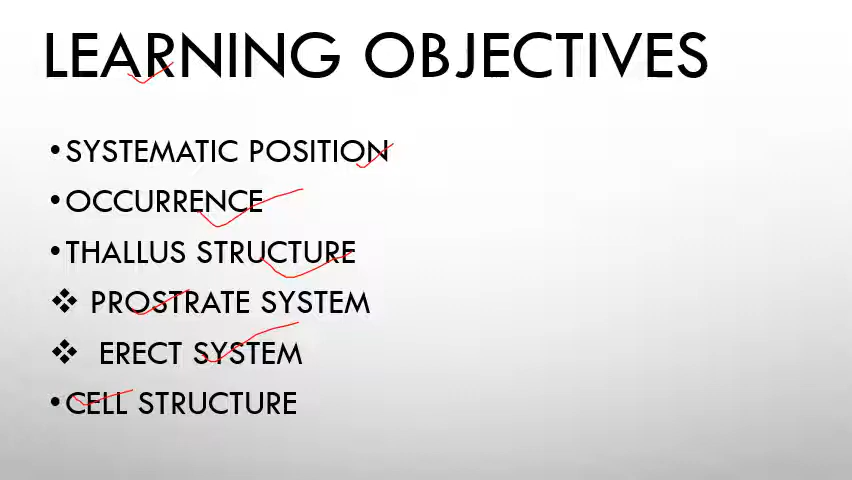 LEARNING OBJECTIVES
•SYSTEMATIC POSITION
•OCCURRENCE
•THALLUS STRUCTURE
❖ PROSTRATE SYSTEM
❖ ERECT SYSTEM
•CELL STRUCTURE